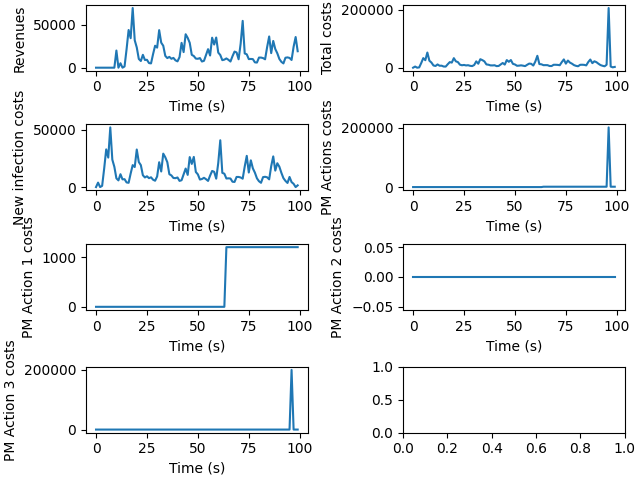 Revenues
50000
0
0 25 50 75 100
Time (s)
Total costs
200000
0
0 25 50 75 100
Time (s)
New infection costs
50000
0
0 25 50 75 100
Time (s)
PM Actions costs
200000
0
0 25 50 75 100
Time (s)
PM Action 1 costs
1000
0
0 25 50 75 100
Time (s)
PM Action 2 costs
0.05
0.00
−0.05
0 25 50 75 100
Time (s)
PM Action 3 costs
200000
0
0 25 50 75 100
Time (s)
1.0
0.5
0.0
0.0 0.2 0.4 0.6 0.8 1.0